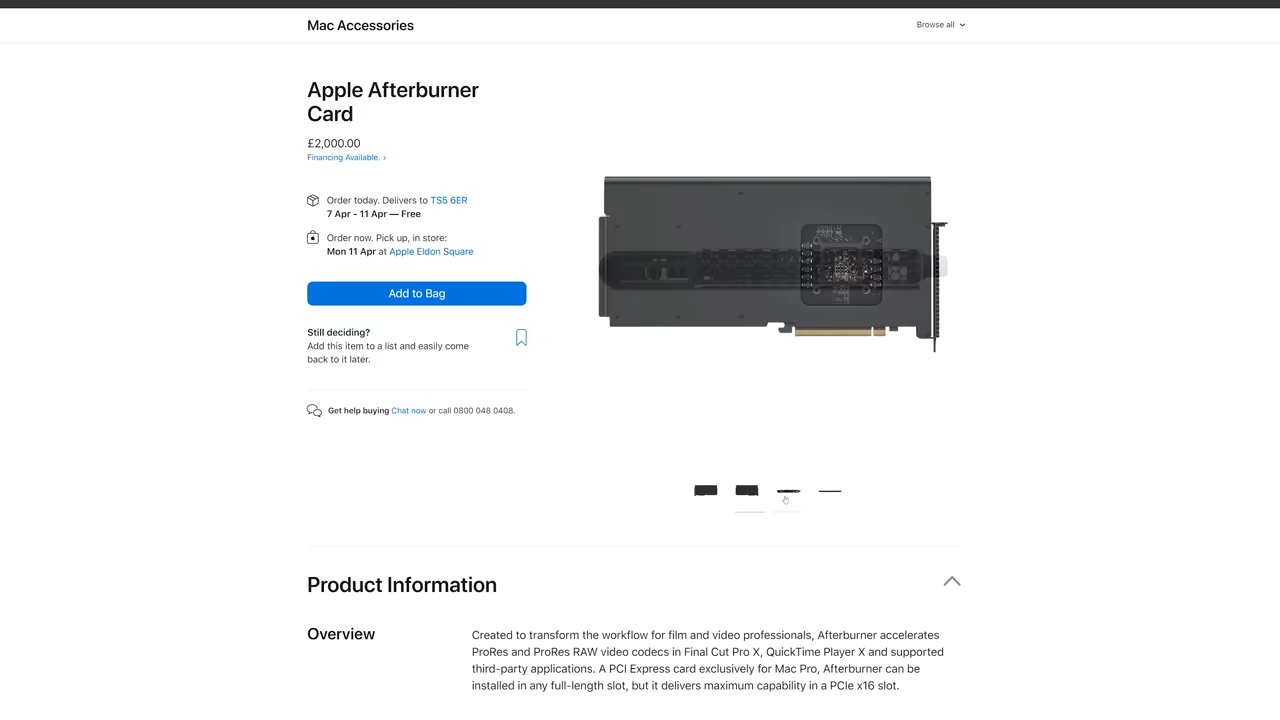 Mac Accessories
Browse all
Apple Afterburner
Card
£2,000.00
Financing Available. >
Order today. Delivers to TS5 6ER
7 Apr - 11 Apr — Free
Order now. Pick up, in store:
Mon 11 Apr at Apple Eldon Square
Add to Bag
Still deciding?
Add this item to a list and easily come
back to it later.
Get help buying Chat now or call 0800 048 0408.
Product Information
Overview
Created to transform the workflow for film and video professionals, Afterburner accelerates
ProRes and ProRes RAW video codecs in Final Cut Pro X, QuickTime Player X and supported
third-party applications. A PCI Express card exclusively for Mac Pro, Afterburner can be
installed in any full-length slot, but it delivers maximum capability in a PCIe x16 slot.